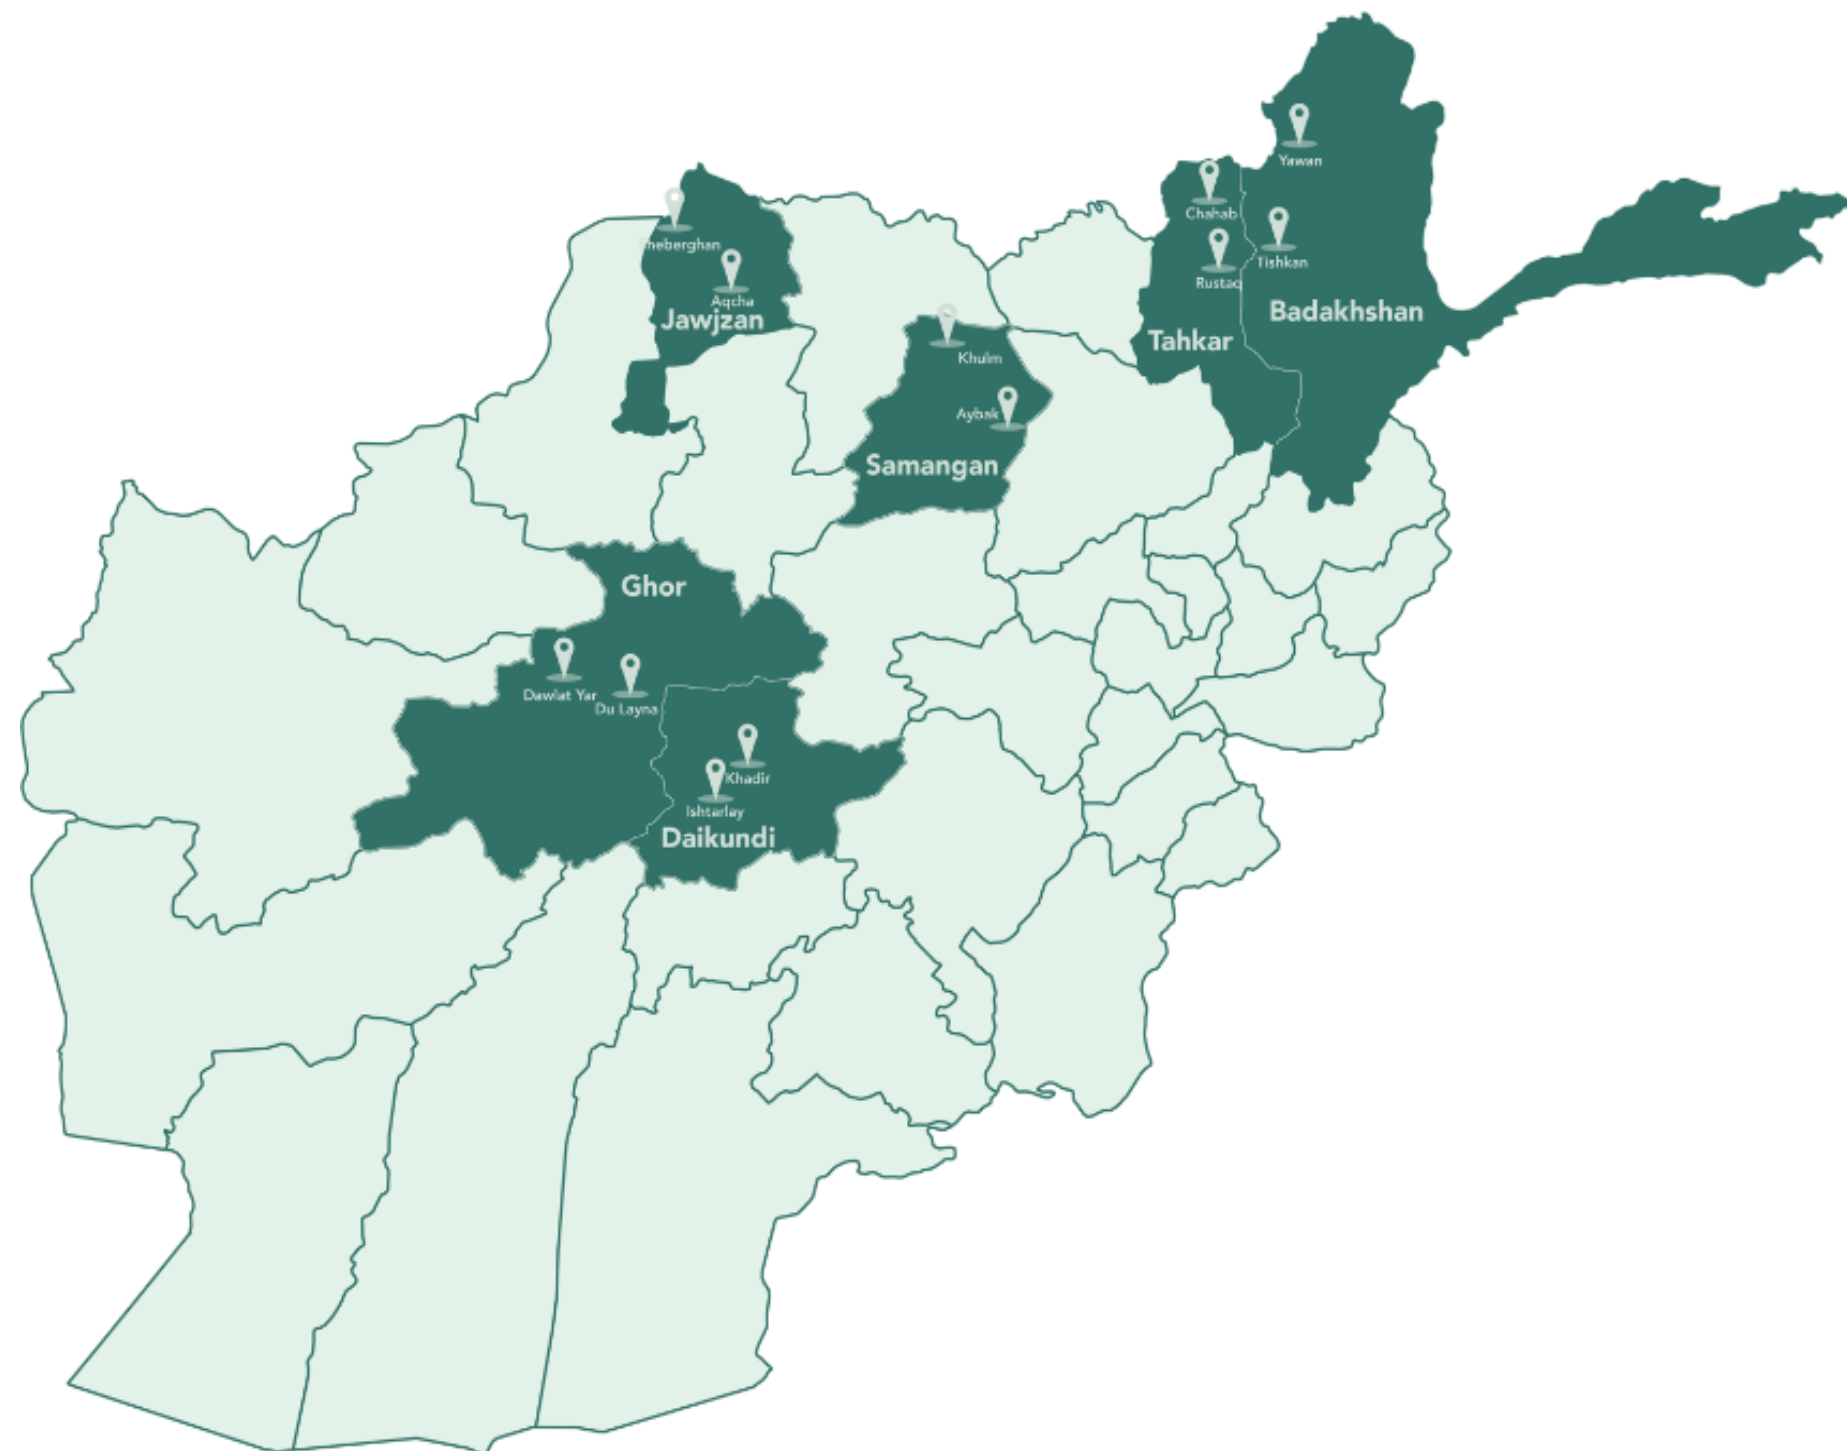 Yawan
Chahab
Tishkan
Rustaq
Badakhshan
Tahkar
Sheberghan
Aqcha
Jawjzan
Khulm
Aybak
Samangan
Ghor
Dawlat Yar
Du Layna
Khadir
Ishtarlay
Daikundi